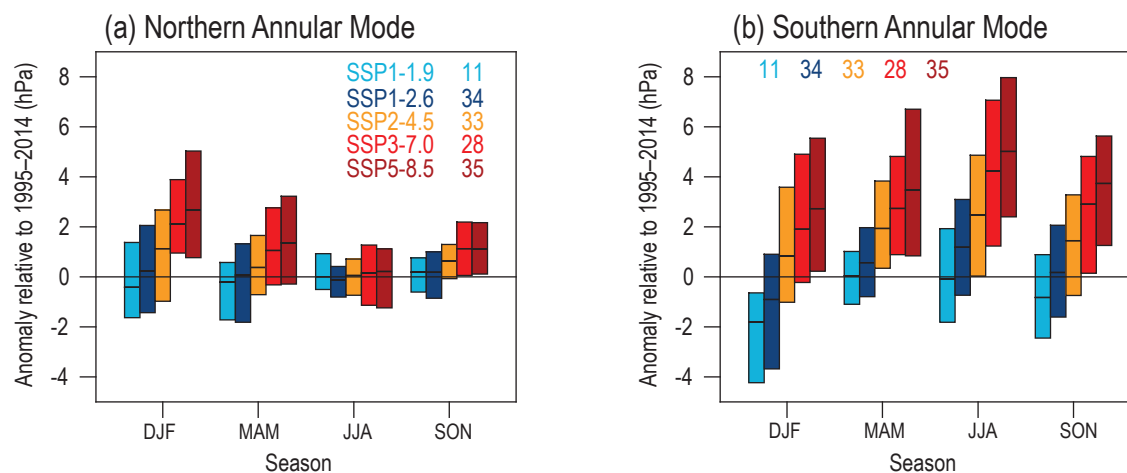 (a) Northern Annular Mode
Anomaly relative to 1995–2014 (hPa)
8
6
4
2
0
-2
-4
SSP1-1.9 11
SSP1-2.6 34
SSP2-4.5 33
SSP3-7.0 28
SSP5-8.5 35
DJF MAM JJA SON
Season
(b) Southern Annular Mode
Anomaly relative to 1995–2014 (hPa)
8
6
4
2
0
-2
-4
11 34 33 28 35
DJF MAM JJA SON
Season